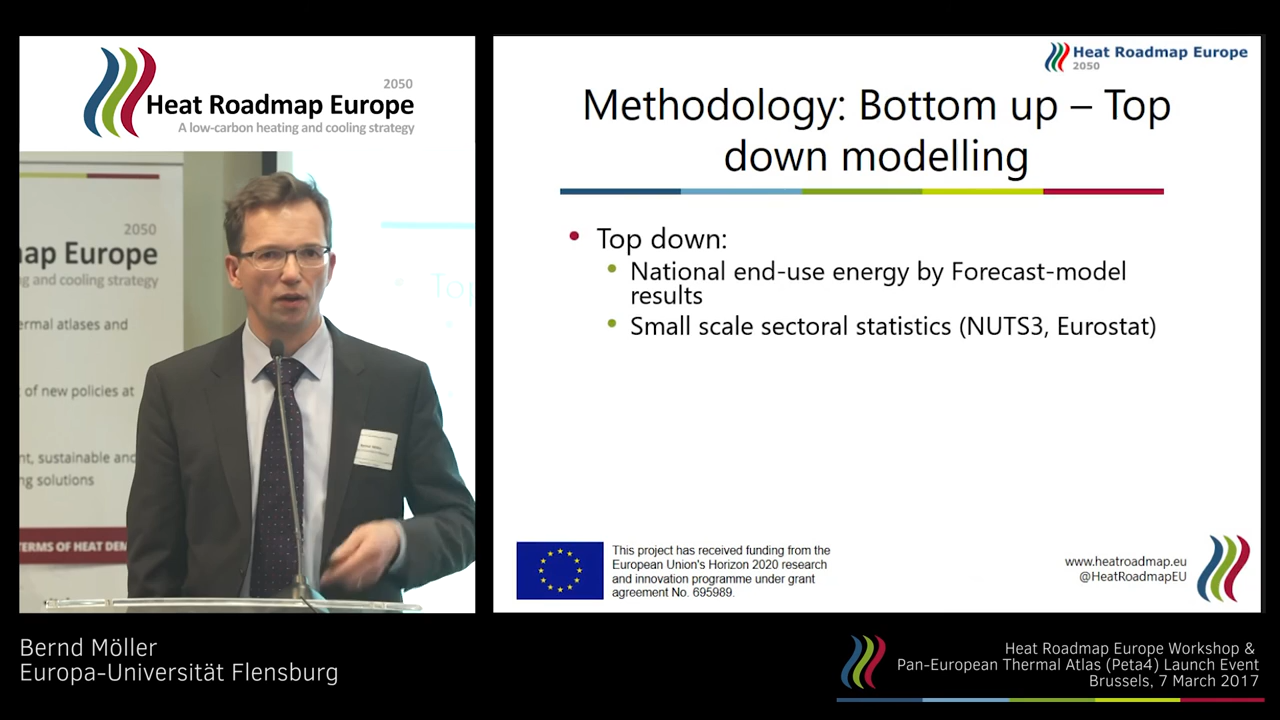 2050
Heat Roadmap Europe
A low-carbon heating and cooling strategy
2050
ap Europe
g and cooling strategy
ermal atlases and
of new policies at
nt, sustainable and
ng solutions
TERMS OF HEAT DEM
Heat Roadmap Europe
2050
Methodology: Bottom up – Top
down modelling
Top down:
National end-use energy by Forecast-model
results
Small scale sectoral statistics (NUTS3, Eurostat)
This project has received funding from the
European Union's Horizon 2020 research
and innovation programme under grant
agreement No. 695989.
www.heatroadmap.eu
@HeatRoadmapEU
Bernd Möller
Europa-Universität Flensburg
Heat Roadmap Europe Workshop &
Pan-European Thermal Atlas (Peta4) Launch Event
Brussels, 7 March 2017